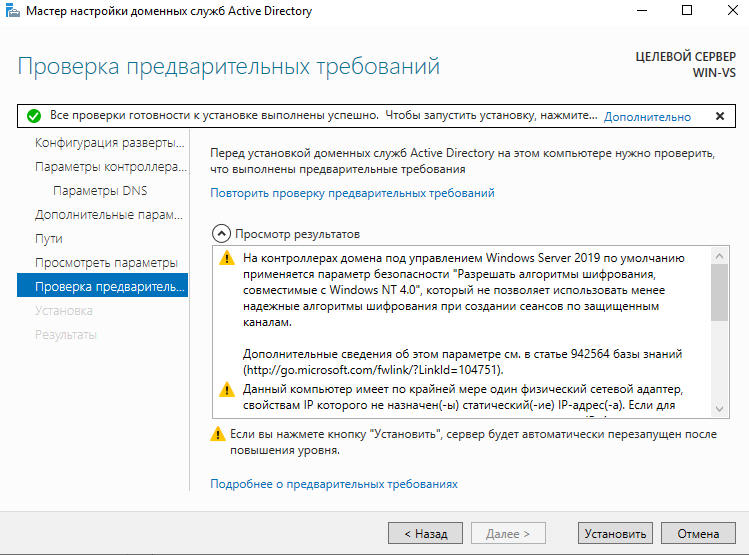 Мастер настройки доменных служб Active Directory
Проверка предварительных требований
ЦЕЛЕВОЙ СЕРВЕР
WIN-VS
Все проверки готовности к установке выполнены успешно. Чтобы запустить установку, нажмите... Дополнительно
Конфигурация разверты...
Параметры контроллера...
Параметры DNS
Дополнительные парам...
Пути
Просмотреть параметры
Проверка предваритель...
Установка
Результаты
Перед установкой доменных служб Active Directory на этом компьютере нужно проверить,
что выполнены предварительные требования
Повторить проверку предварительных требований
Просмотр результатов
На контроллерах домена под управлением Windows Server 2019 по умолчанию
применяется параметр безопасности "Разрешать алгоритмы шифрования,
совместимые с Windows NT 4.0", который не позволяет использовать менее
надежные алгоритмы шифрования при создании сеансов по защищенным
каналам.
Дополнительные сведения об этом параметре см. в статье 942564 базы знаний
(http://go.microsoft.com/fwlink/?LinkId=104751).
Данный компьютер имеет по крайней мере один физический сетевой адаптер,
свойствам IP которого не назначен(-ы) статический(-ие) IP-адрес(-а). Если для
Если вы нажмете кнопку "Установить", сервер будет автоматически перезапущен после
повышения уровня.
Подробнее о предварительных требованиях
< Назад
Далее >
Установить
Отмена